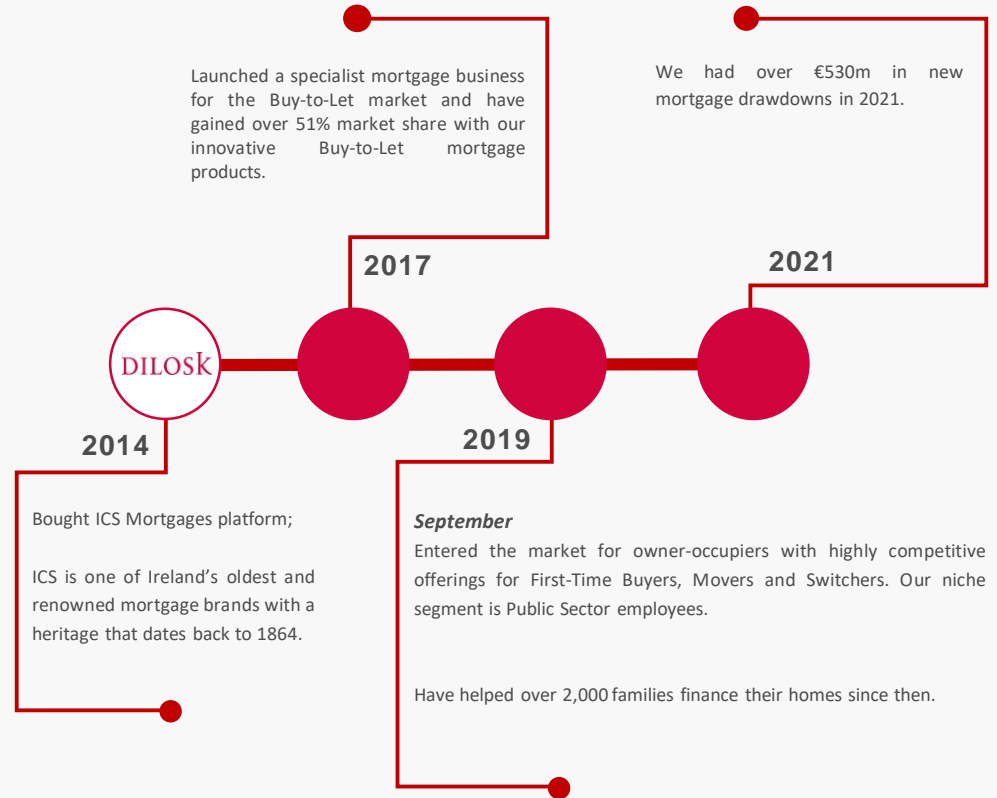 Launched a specialist mortgage business
for the Buy-to-Let market and have
gained over 51% market share with our
innovative Buy-to-Let mortgage
products.
We had over €530m in new
mortgage drawdowns in 2021.
2017
2021
DILOSK
2014
2019
Bought ICS Mortgages platform;
ICS is one of Ireland’s oldest and
renowned mortgage brands with a
heritage that dates back to 1864.
September
Entered the market for owner-occupiers with highly competitive
offerings for First-Time Buyers, Movers and Switchers. Our niche
segment is Public Sector employees.
Have helped over 2,000 families finance their homes since then.